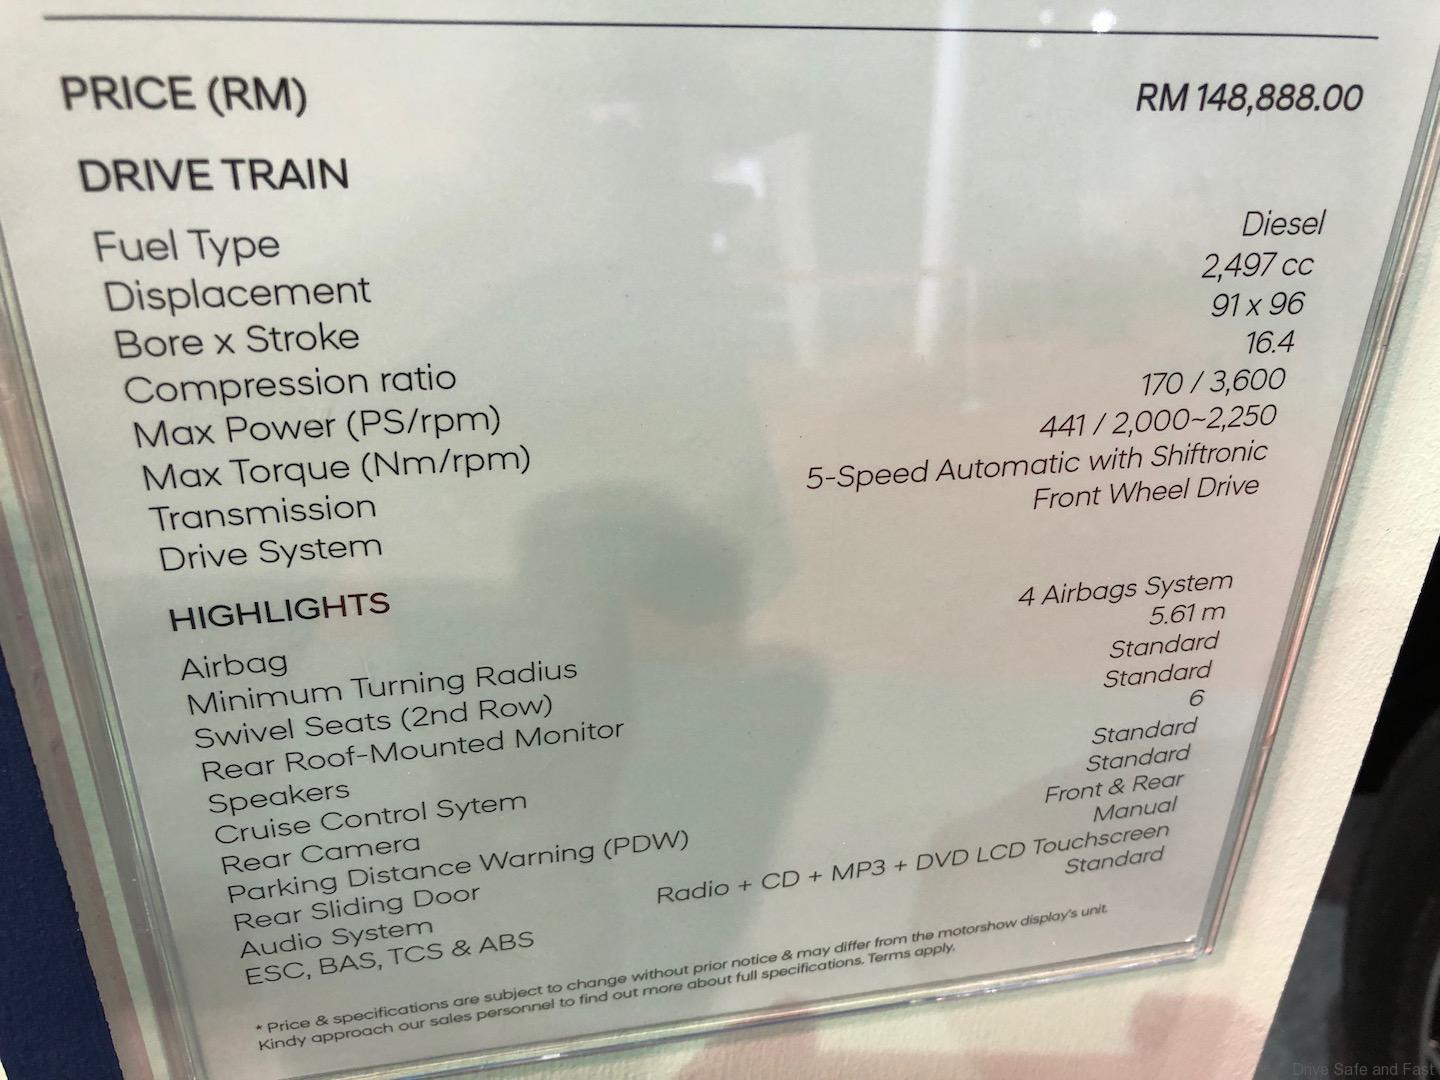 PRICE (RM) RM 148,888.00
DRIVE TRAIN
Fuel Type Diesel
Displacement 2,497 cc
Bore x Stroke 91 x 96
Compression ratio 16.4
Max Power (PS/rpm) 170 / 3,600
Max Torque (Nm/rpm) 441 / 2,000~2,250
Transmission 5-Speed Automatic with Shiftronic
Drive System Front Wheel Drive
HIGHLIGHTS
Airbag 4 Airbags System
Minimum Turning Radius 5.61 m
Swivel Seats (2nd Row) Standard
Rear Roof-Mounted Monitor Standard
Speakers 6
Cruise Control Sytem Standard
Rear Camera Standard
Parking Distance Warning (PDW) Front & Rear
Rear Sliding Door Manual
Audio System Radio + CD + MP3 + DVD LCD Touchscreen
ESC, BAS, TCS & ABS Standard
* Price & specifications are subject to change without prior notice & may differ from the motorshow display's unit.
Kindy approach our sales personnel to find out more about full specifications. Terms apply.
Drive Safe and Fast